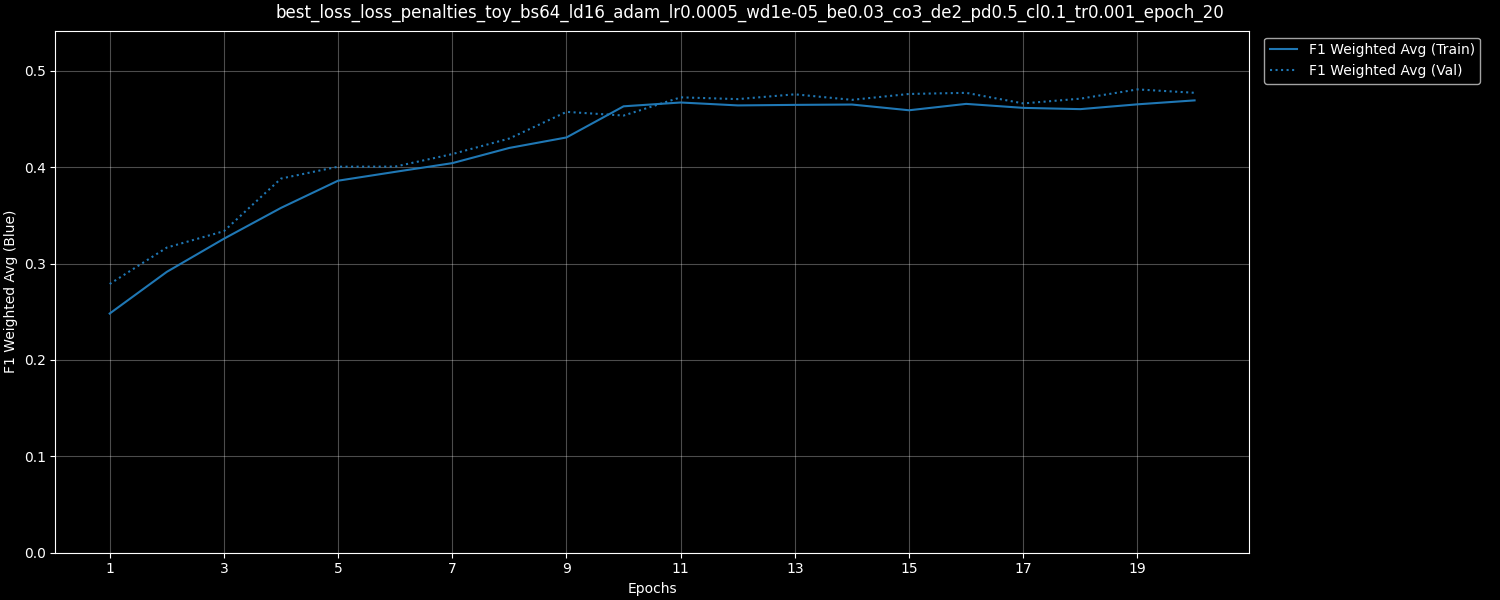 best_loss_loss_penalties_toy_bs64_ld16_adam_lr0.0005_wd1e-05_be0.03_co3_de2_pd0.5_cl0.1_tr0.001_epoch_20
F1 Weighted Avg (Train)
F1 Weighted Avg (Val)
F1 Weighted Avg (Blue)
0.5
0.4
0.3
0.2
0.1
0.0
1 3 5 7 9 11 13 15 17 19
Epochs